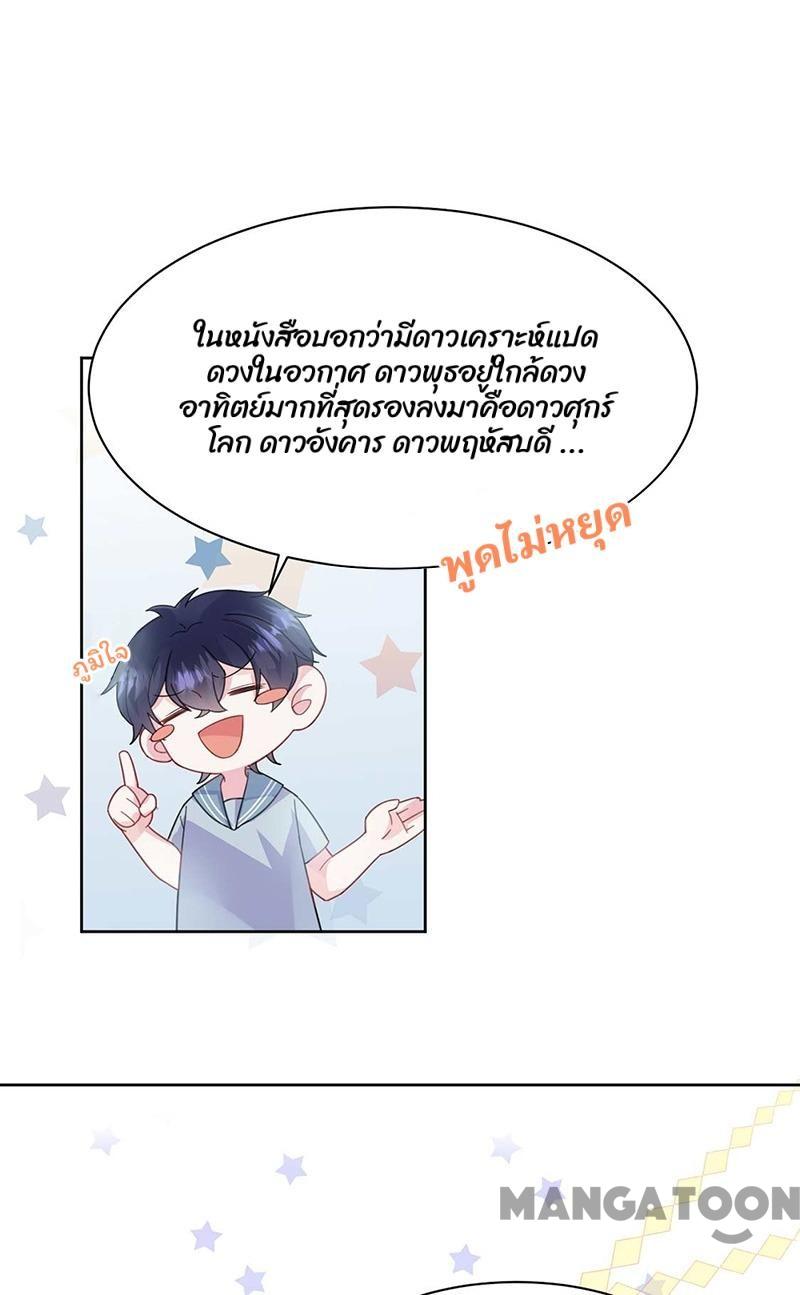 ในหนังสือบอกว่ามีดาวเคราะห์แปด
ดวงในอวกาศ ดาวพุธอยู่ใกล้ดวง
อาทิตย์มากที่สุดรองลงมาคือดาวศุกร์
โลก ดาวอังคาร ดาวพฤหัสบดี ...
พูดไม่หยุด
ภูมิใจ
MANGATOON